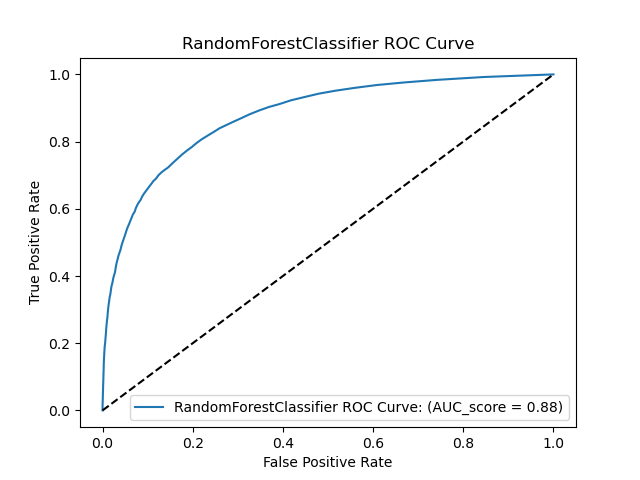 RandomForestClassifier ROC Curve
True Positive Rate
1.0
0.8
0.6
0.4
0.2
0.0
RandomForestClassifier ROC Curve: (AUC_score = 0.88)
0.0 0.2 0.4 0.6 0.8 1.0
False Positive Rate